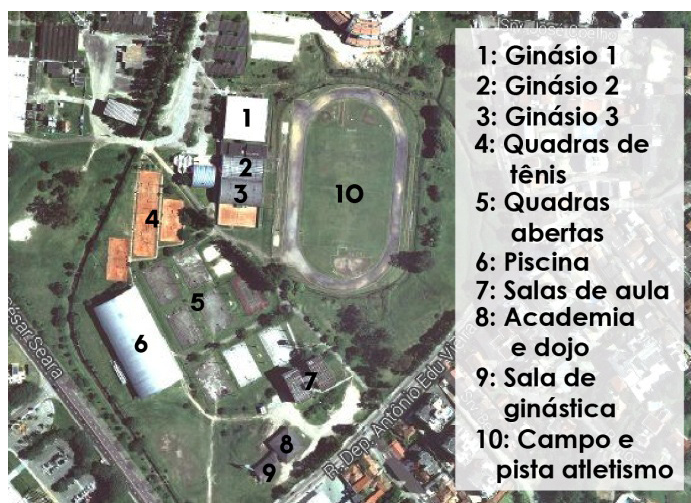 1: Ginásio 1
2: Ginásio 2
3: Ginásio 3
4: Quadras de
tênis
5: Quadras
abertas
6: Piscina
7: Salas de aula
8: Academia
e dojo
9: Sala de
ginástica
10: Campo e
pista atletismo
1
2
3
10
4
5
6
7
8
9
César Seara
R. Dep. Antônio Edu Vieira